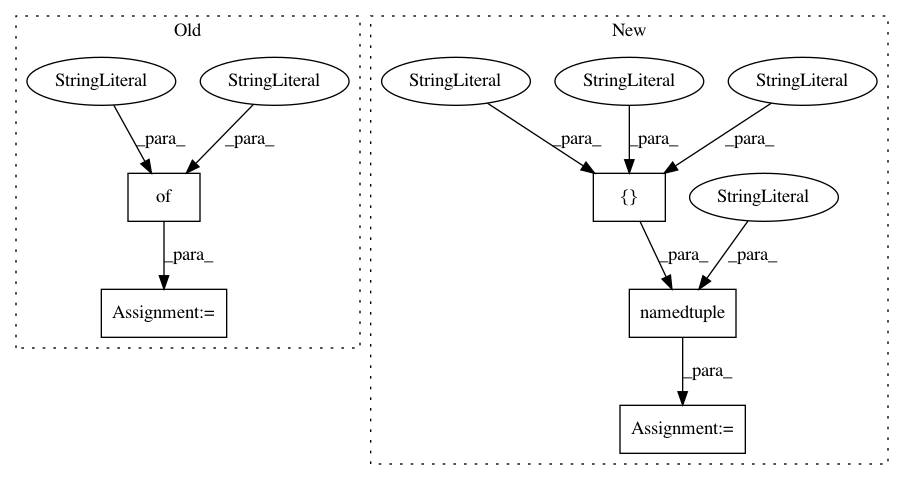 Old
New
StringLiteral StringLiteral
StringLiteral StringLiteral StringLiteral
_para_ _para_
_para_ _para_ _para_
of
{} StringLiteral
_para_
_para_ _para_
Assignment:=
namedtuple
_para_
Assignment:=